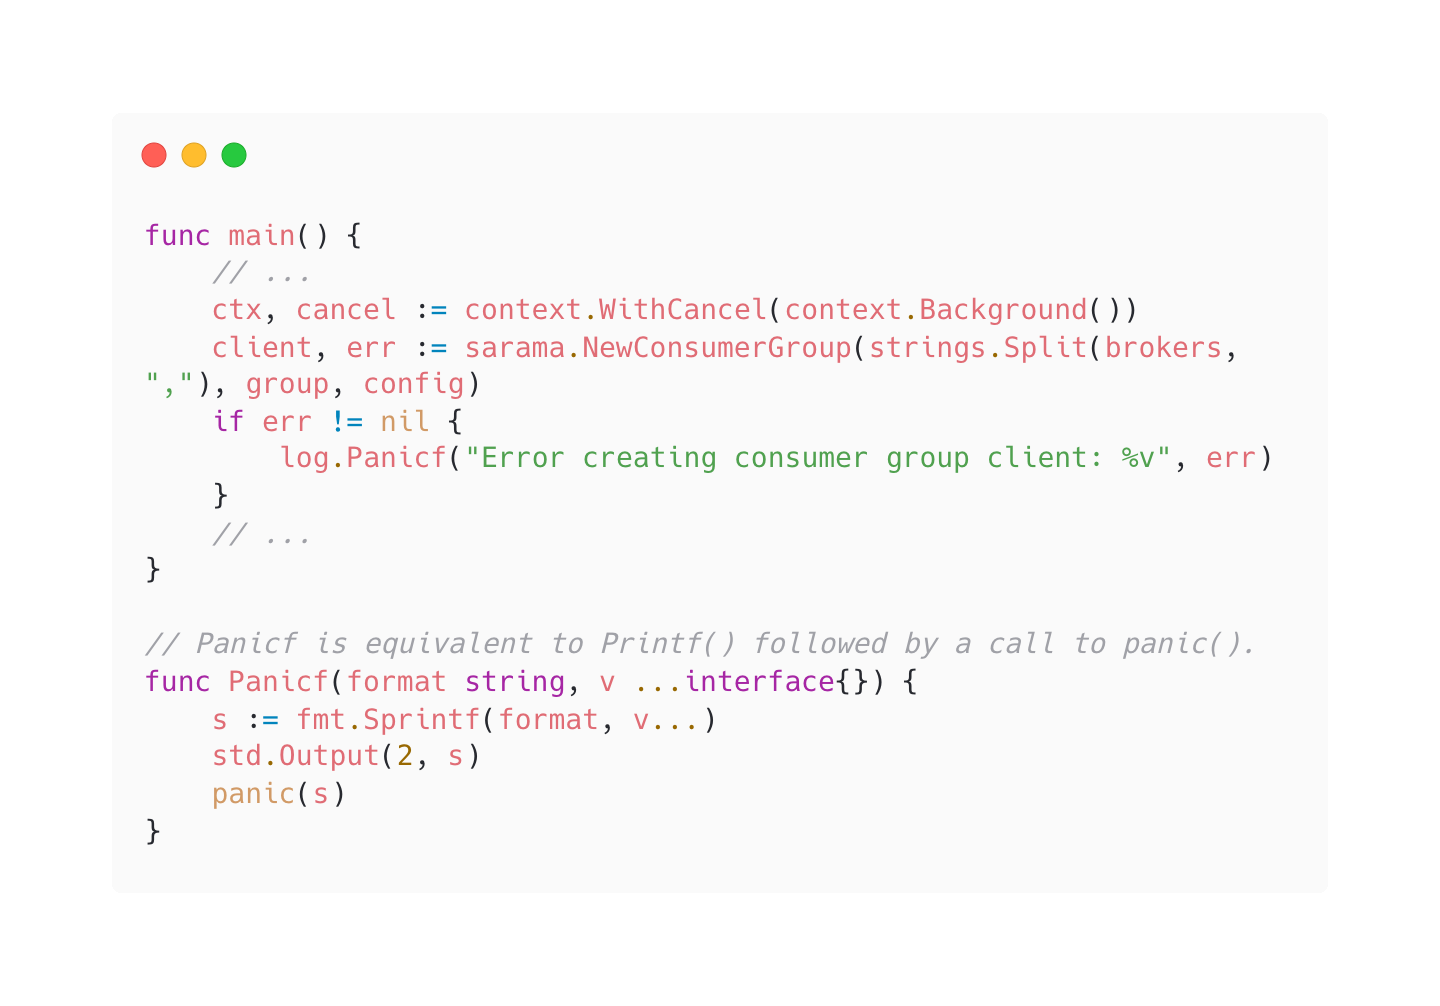 func main() {
    // ...
    ctx, cancel := context.WithCancel(context.Background())
    client, err := sarama.NewConsumerGroup(strings.Split(brokers,
","), group, config)
    if err != nil {
        log.Panicf("Error creating consumer group client: %v", err)
    }
    // ...
}

// Panicf is equivalent to Printf() followed by a call to panic().
func Panicf(format string, v ...interface{}) {
    s := fmt.Sprintf(format, v...)
    std.Output(2, s)
    panic(s)
}